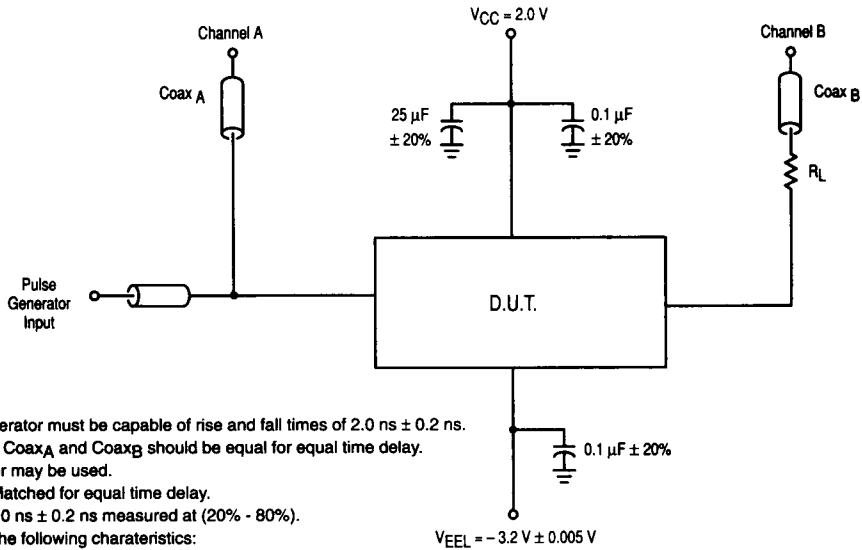 VCC = 2.0 V
Channel A
Channel B
Coax A
Coax B
25 µF
± 20%
0.1 µF
± 20%
RL
Pulse
Generator
Input
D.U.T.
erator must be capable of rise and fall times of 2.0 ns ± 0.2 ns.
CoaxA and CoaxB should be equal for equal time delay.
r may be used.
Matched for equal time delay.
0 ns ± 0.2 ns measured at (20% - 80%).
he following charateristics:
0.1 µF ± 20%
VEEL = – 3.2 V ± 0.005 V